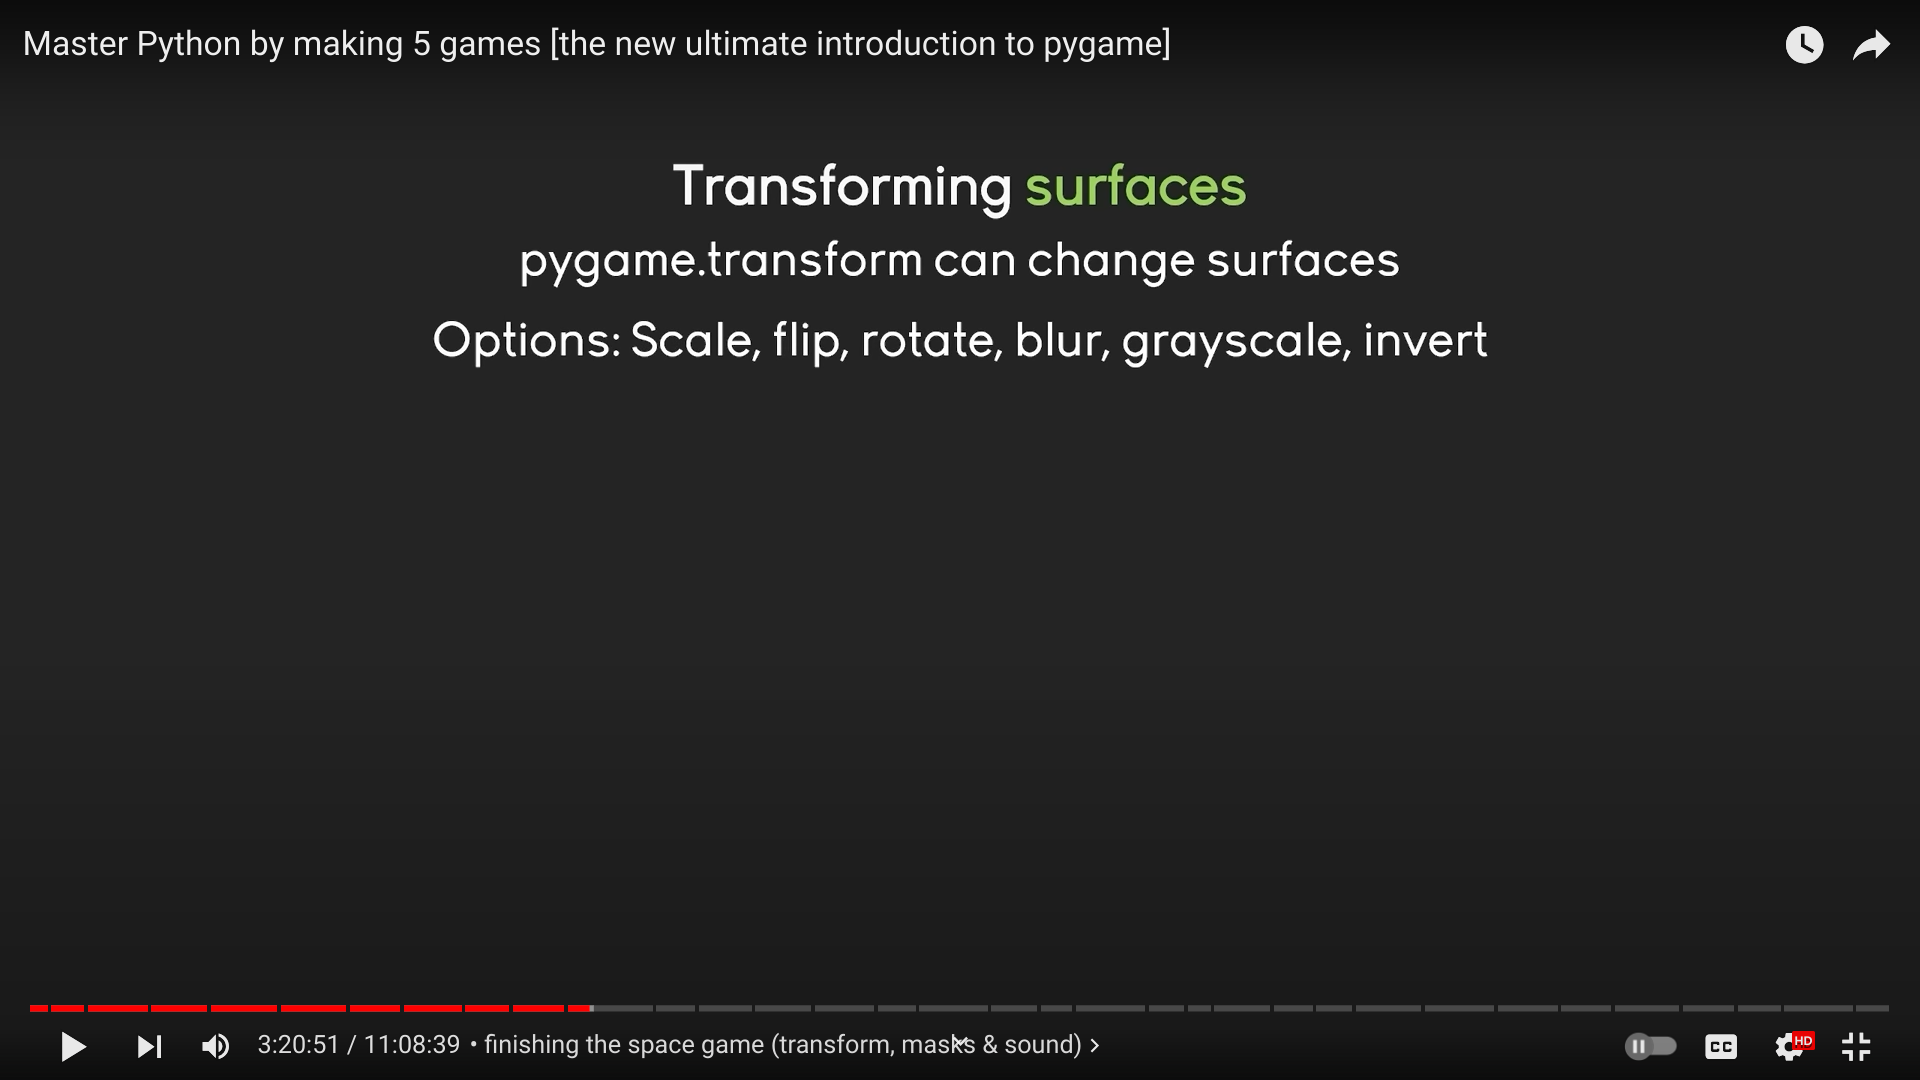 Master Python by making 5 games [the new ultimate introduction to pygame]
Transforming surfaces
pygame.transform can change surfaces
Options: Scale, flip, rotate, blur, grayscale, invert
3:20:51 / 11:08:39 • finishing the space game (transform, masks & sound) ›
CC
HD